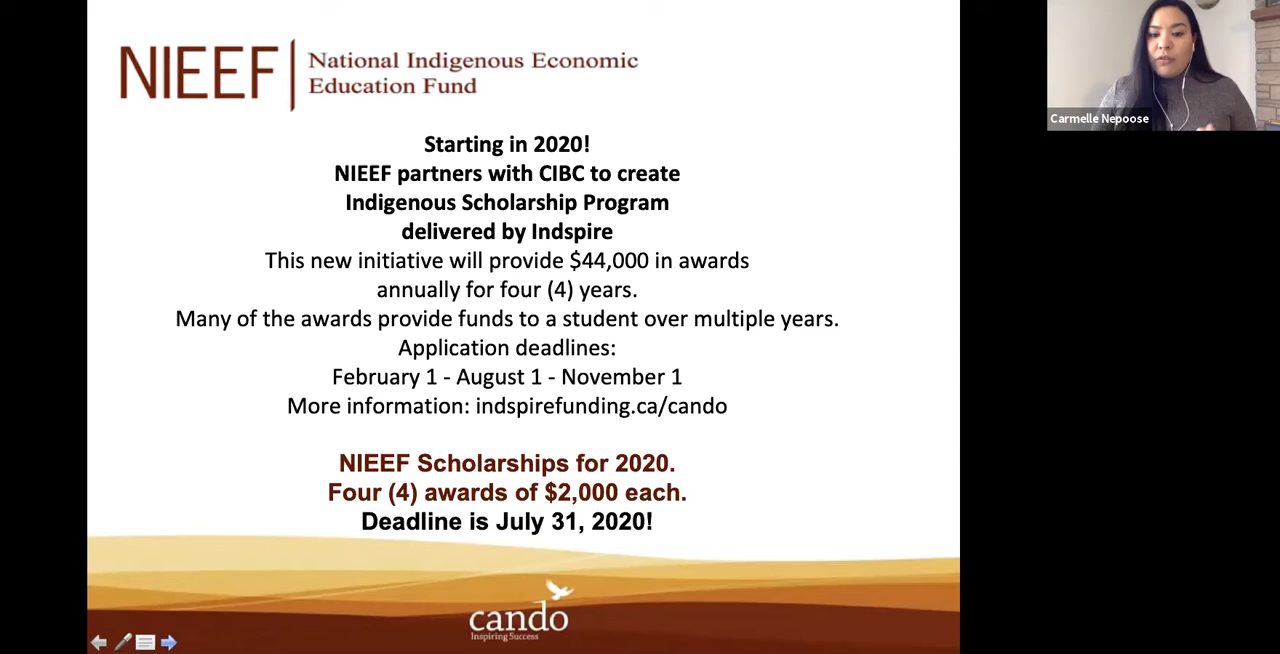 NIEEF
National Indigenous Economic
Education Fund
Starting in 2020!
NIEEF partners with CIBC to create
Indigenous Scholarship Program
delivered by Indspire
This new initiative will provide $44,000 in awards
annually for four (4) years.
Many of the awards provide funds to a student over multiple years.
Application deadlines:
February 1 - August 1 - November 1
More information: indspirefunding.ca/cando
NIEEF Scholarships for 2020.
Four (4) awards of $2,000 each.
Deadline is July 31, 2020!
cando
Inspiring Success
Carmelle Nepoose